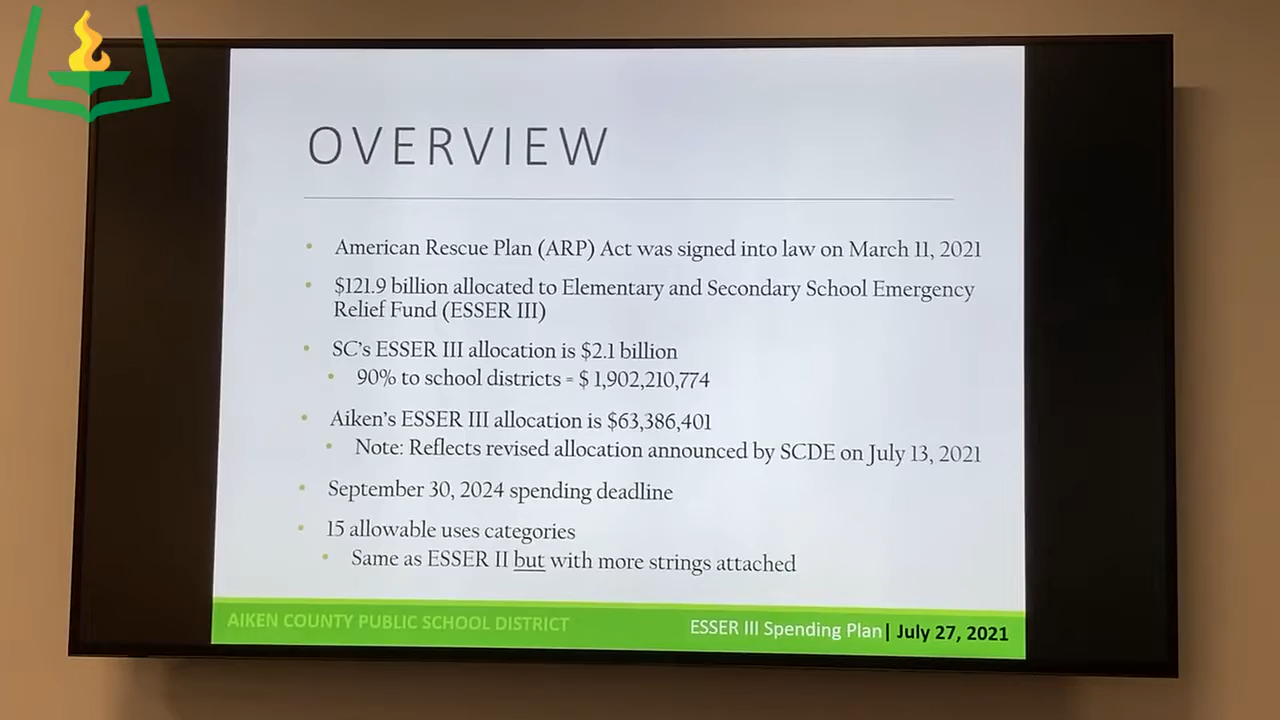 OVERVIEW
• American Rescue Plan (ARP) Act was signed into law on March 11, 2021
• $121.9 billion allocated to Elementary and Secondary School Emergency
Relief Fund (ESSER III)
• SC's ESSER III allocation is $2.1 billion
• 90% to school districts = $ 1,902,210,774
• Aiken's ESSER III allocation is $63,386,401
• Note: Reflects revised allocation announced by SCDE on July 13, 2021
• September 30, 2024 spending deadline
• 15 allowable uses categories
• Same as ESSER II but with more strings attached
AIKEN COUNTY PUBLIC SCHOOL DISTRICT
ESSER III Spending Plan| July 27, 2021